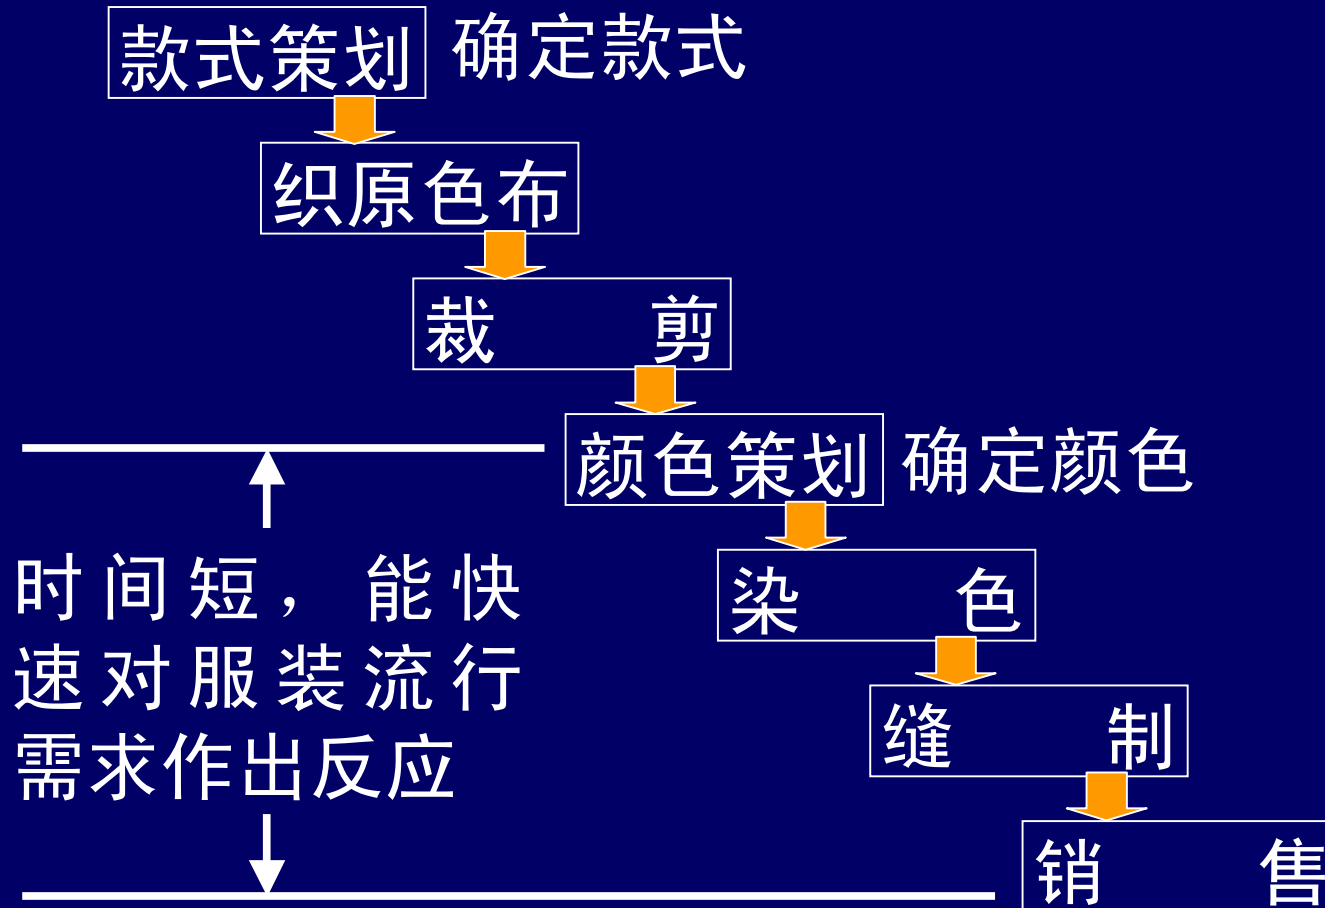 款式策划 确定款式
织原色布
裁 剪
颜色策划 确定颜色
染 色
缝 制
销 售
时间短，能快
速对服装流行
需求作出反应